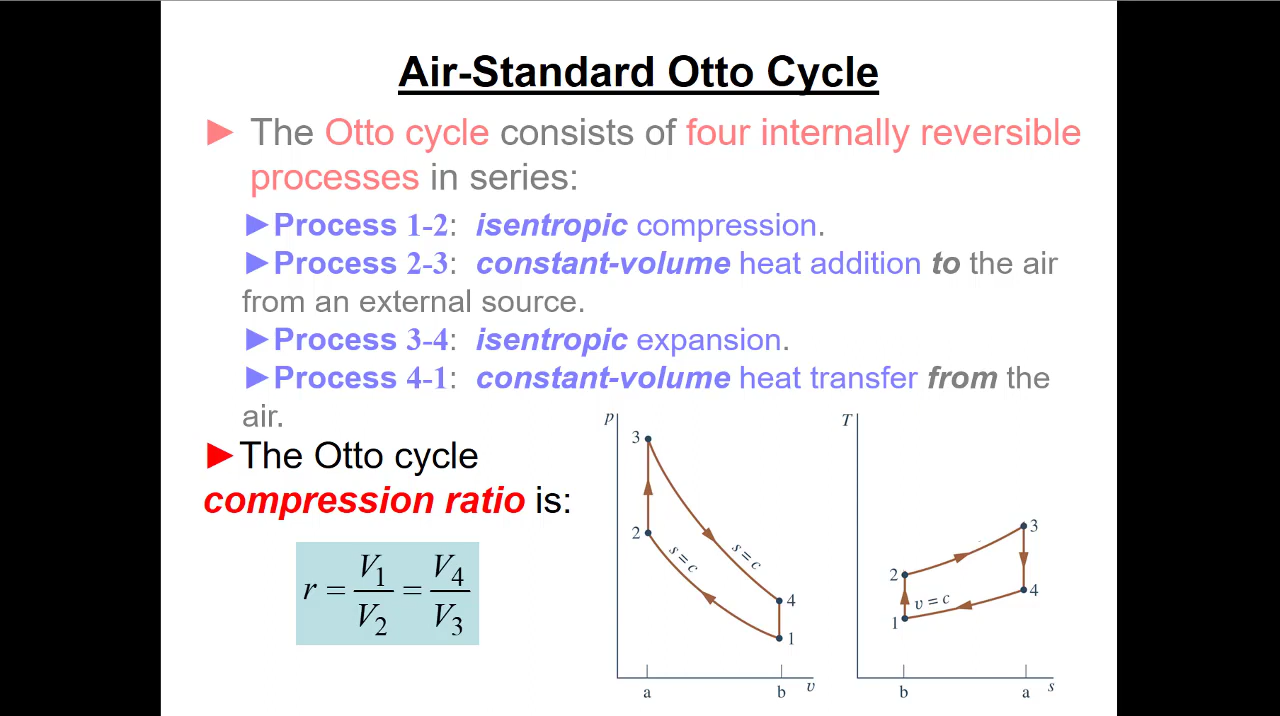 Air-Standard Otto Cycle
► The Otto cycle consists of four internally reversible
processes in series:
►Process 1-2: isentropic compression.
►Process 2-3: constant-volume heat addition to the air
from an external source.
►Process 3-4: isentropic expansion.
►Process 4-1: constant-volume heat transfer from the
air.
►The Otto cycle
compression ratio is:
r = V1/V2 = V4/V3
p
3
2
s = c
s = c
4
1
a
b
v
T
3
2
4
v = c
1
b
a
s